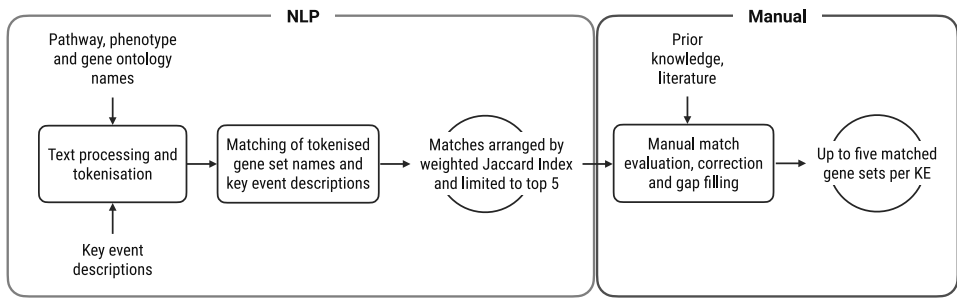 NLP
Pathway, phenotype
and gene ontology
names
Text processing and
tokenisation
Key event
descriptions
Matching of tokenised
gene set names and
key event descriptions
Matches arranged by
weighted Jaccard Index
and limited to top 5
Manual
Prior
knowledge,
literature
Manual match
evaluation, correction
and gap filling
Up to five matched
gene sets per KE